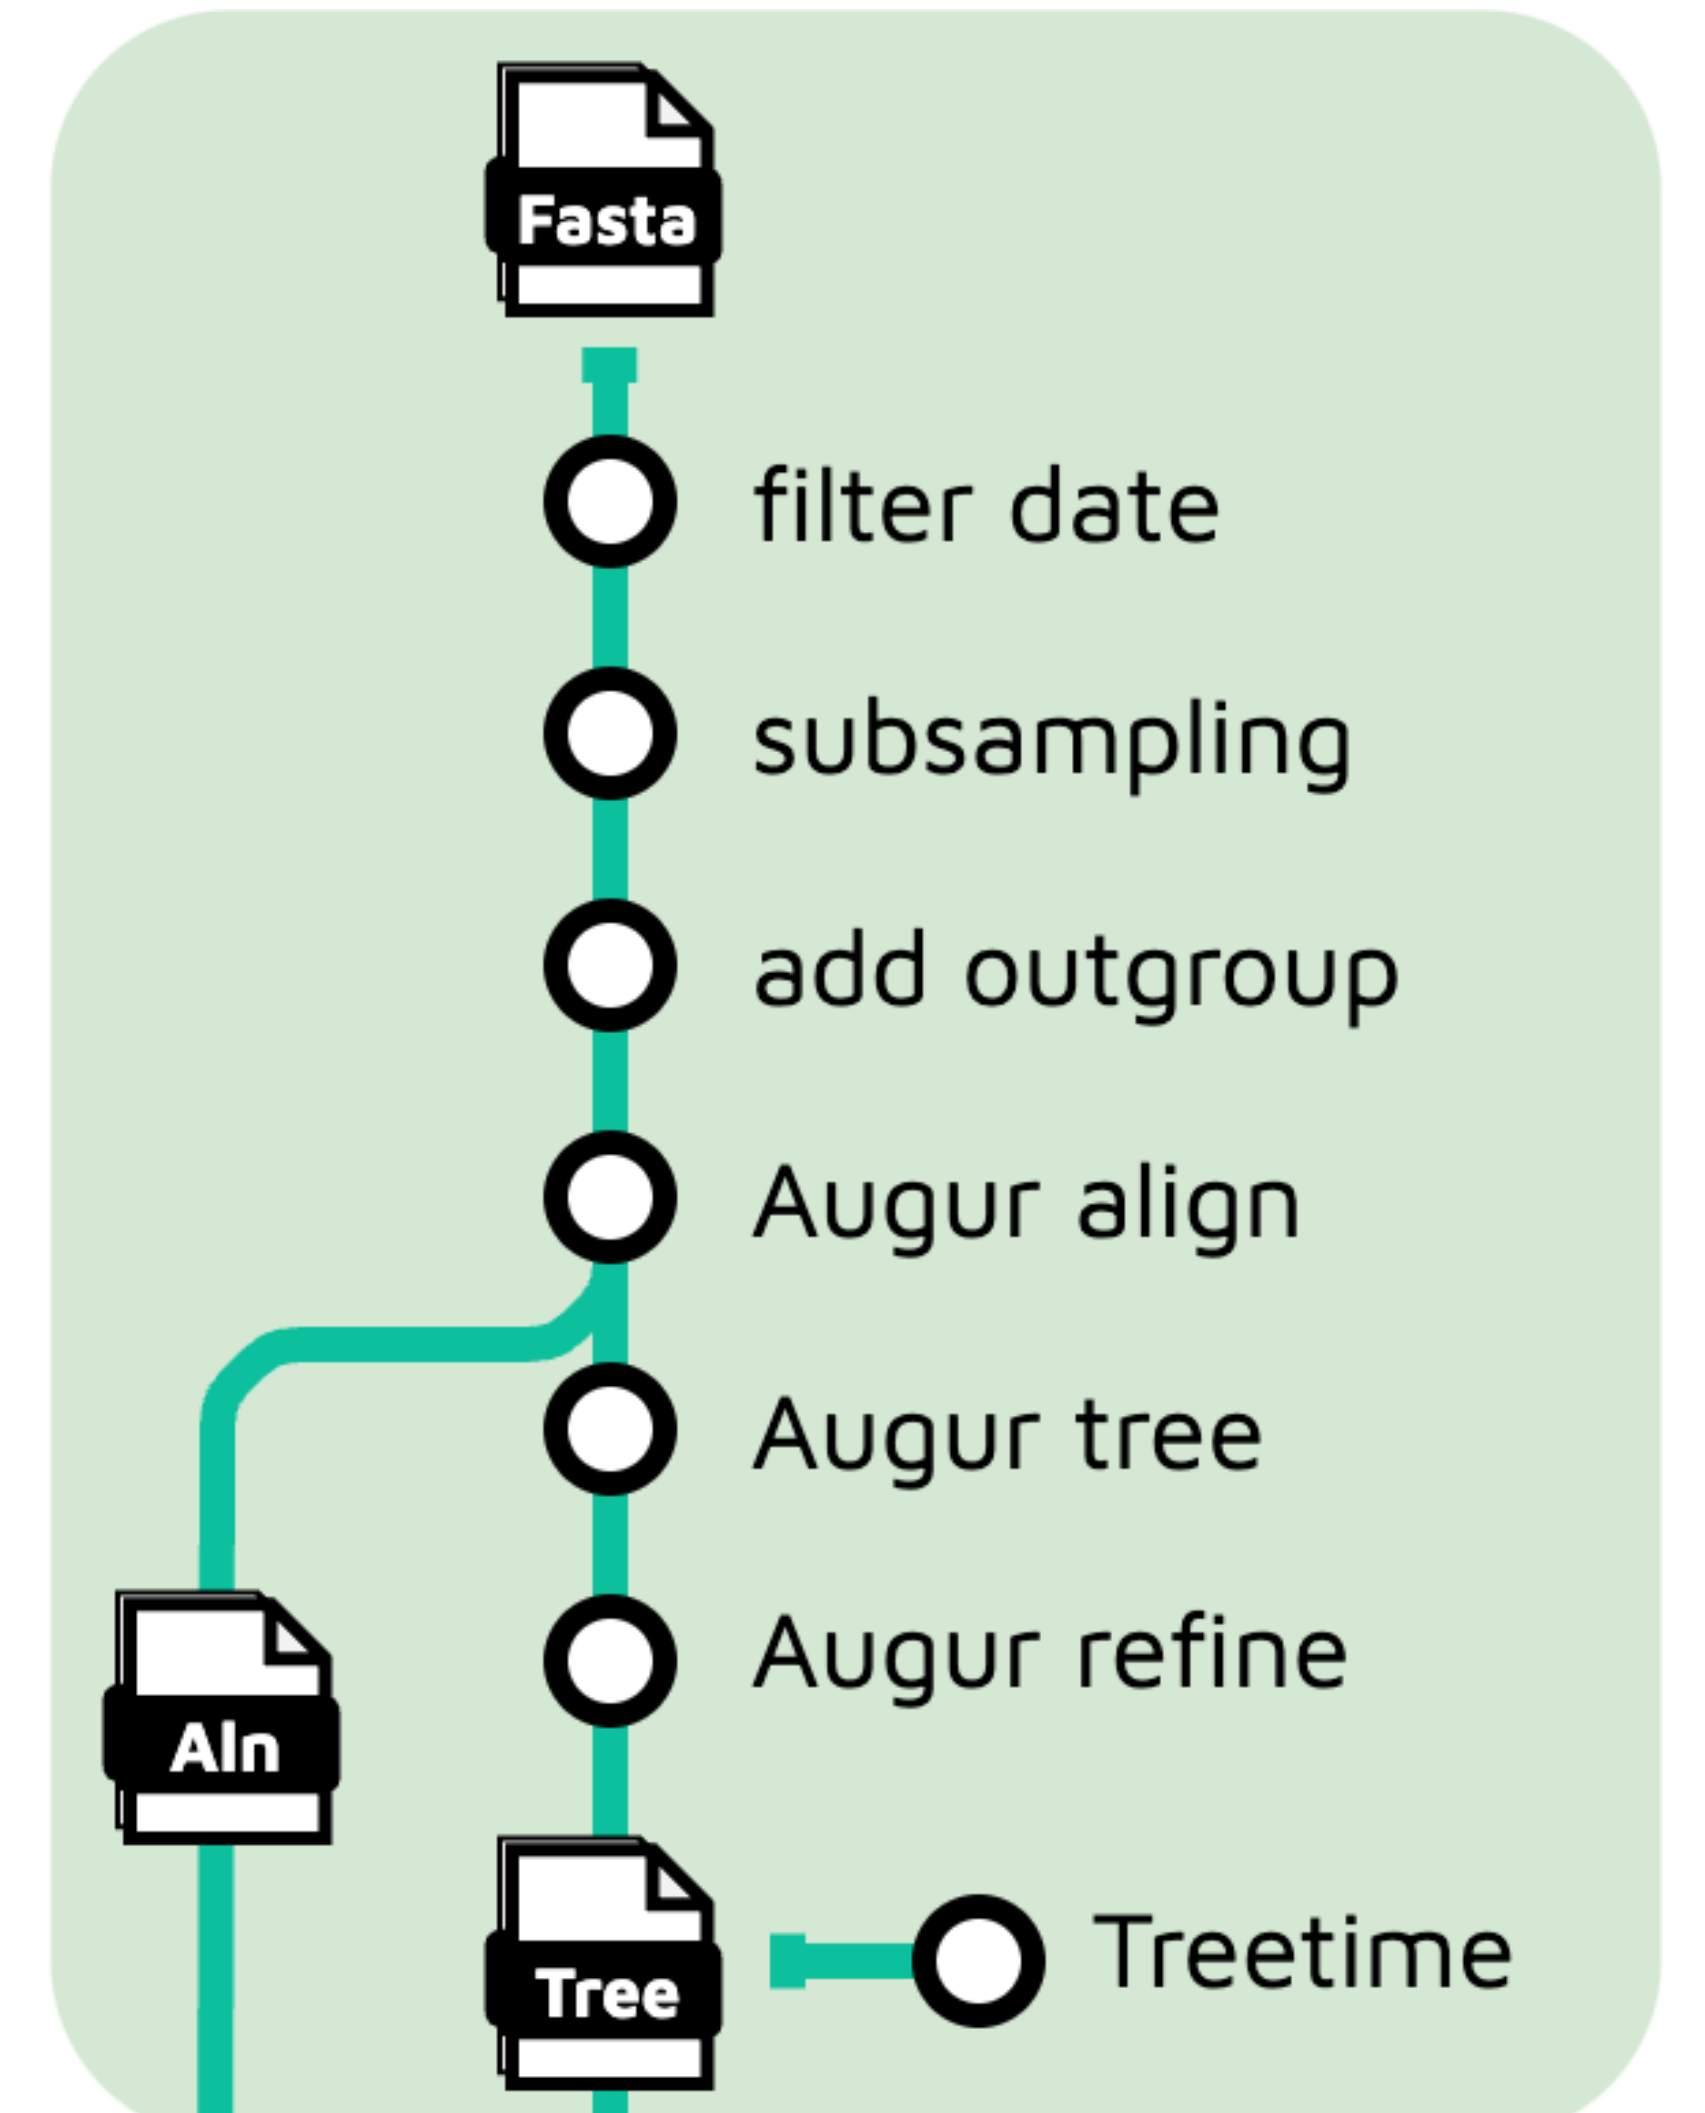 Fasta
filter date
subsampling
add outgroup
Augur align
Augur tree
Augur refine
Aln
Tree
Treetime